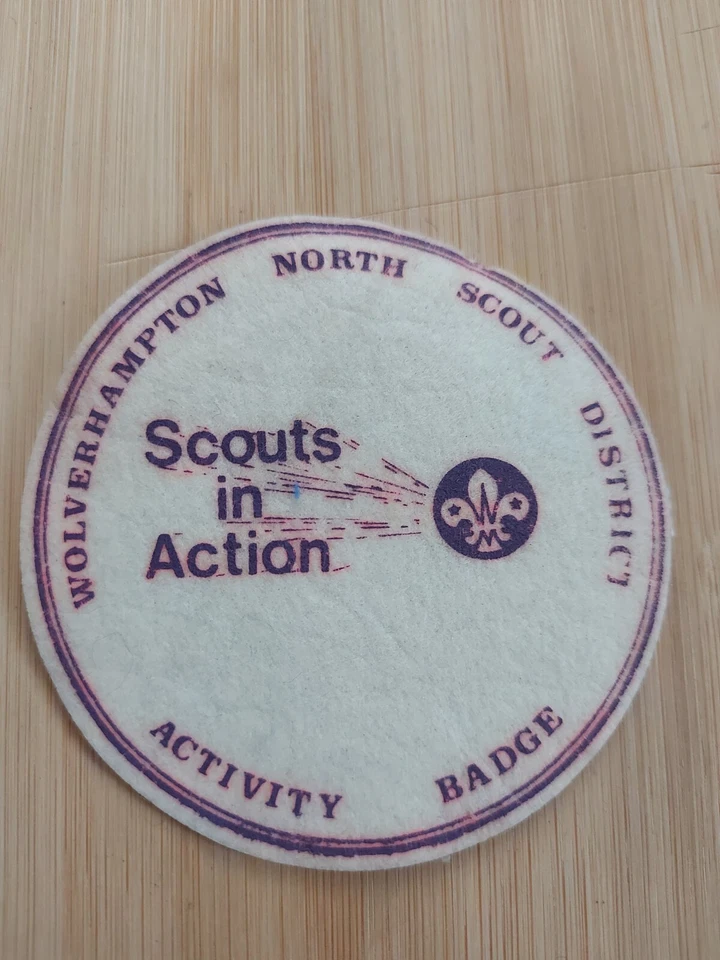 WOLVERHAMPTON NORTH SCOUT DISTRICT
Scouts
in
Action
ACTIVITY BADGE